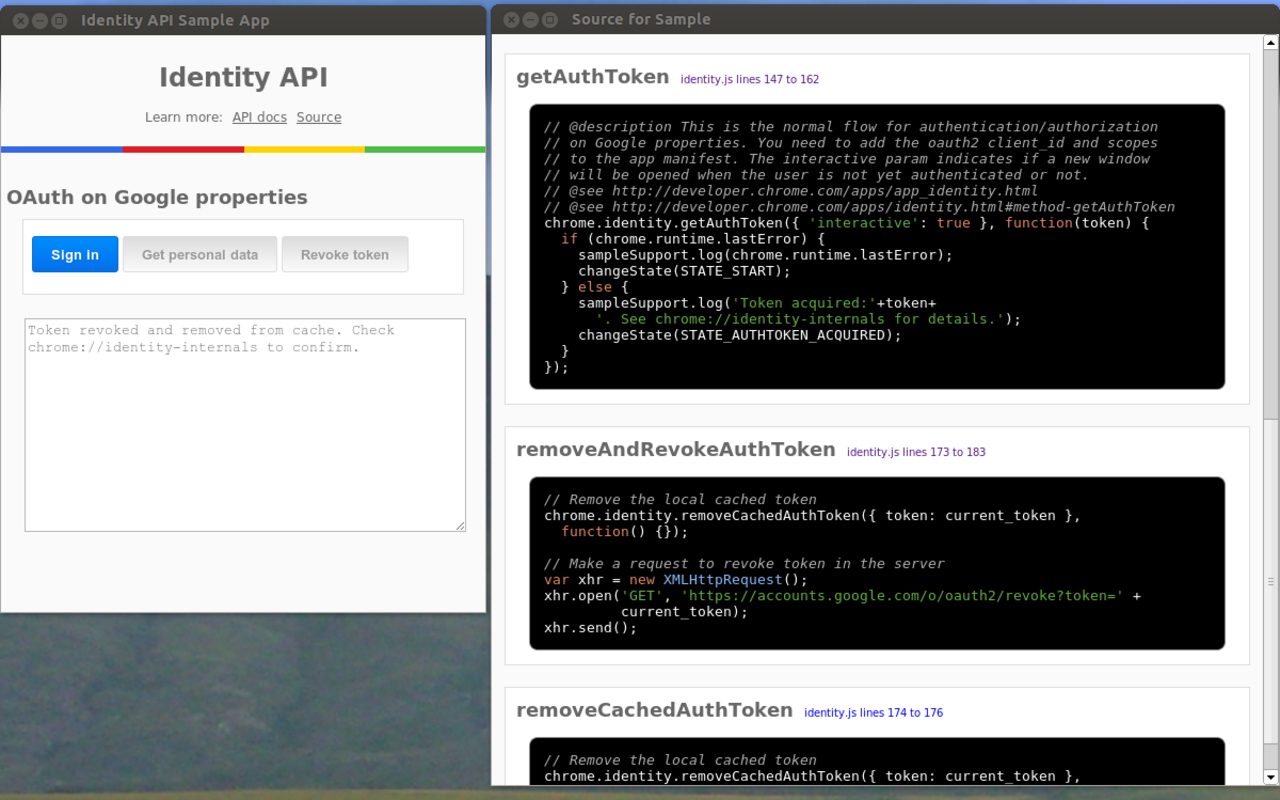 Identity API Sample App
Identity API
Learn more: API docs Source
OAuth on Google properties
Sign in Get personal data Revoke token
Token revoked and removed from cache. Check
chrome://identity-internals to confirm.
Source for Sample
getAuthToken identity.js lines 147 to 162
// @description This is the normal flow for authentication/authorization
// on Google properties. You need to add the oauth2 client_id and scopes
// to the app manifest. The interactive param indicates if a new window
// will be opened when the user is not yet authenticated or not.
// @see http://developer.chrome.com/apps/app_identity.html
// @see http://developer.chrome.com/apps/identity.html#method-getAuthToken
chrome.identity.getAuthToken({ 'interactive': true }, function(token) {
if (chrome.runtime.lastError) {
sampleSupport.log(chrome.runtime.lastError);
changeState(STATE_START);
} else {
sampleSupport.log('Token acquired:'+token+
'. See chrome://identity-internals for details.');
changeState(STATE_AUTHTOKEN_ACQUIRED);
}
});
removeAndRevokeAuthToken identity.js lines 173 to 183
// Remove the local cached token
chrome.identity.removeCachedAuthToken({ token: current_token },
function() {});
// Make a request to revoke token in the server
var xhr = new XMLHttpRequest();
xhr.open('GET', 'https://accounts.google.com/o/oauth2/revoke?token=' +
current_token);
xhr.send();
removeCachedAuthToken identity.js lines 174 to 176
// Remove the local cached token
chrome.identity.removeCachedAuthToken({ token: current_token },